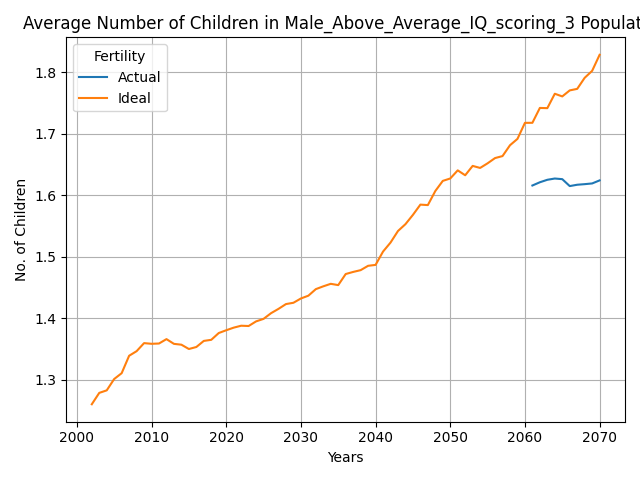 Average Number of Children in Male_Above_Average_IQ_scoring_3 Populat
Fertility
Actual
Ideal
1.8
1.7
1.6
1.5
1.4
1.3
No. of Children
2000 2010 2020 2030 2040 2050 2060 2070
Years